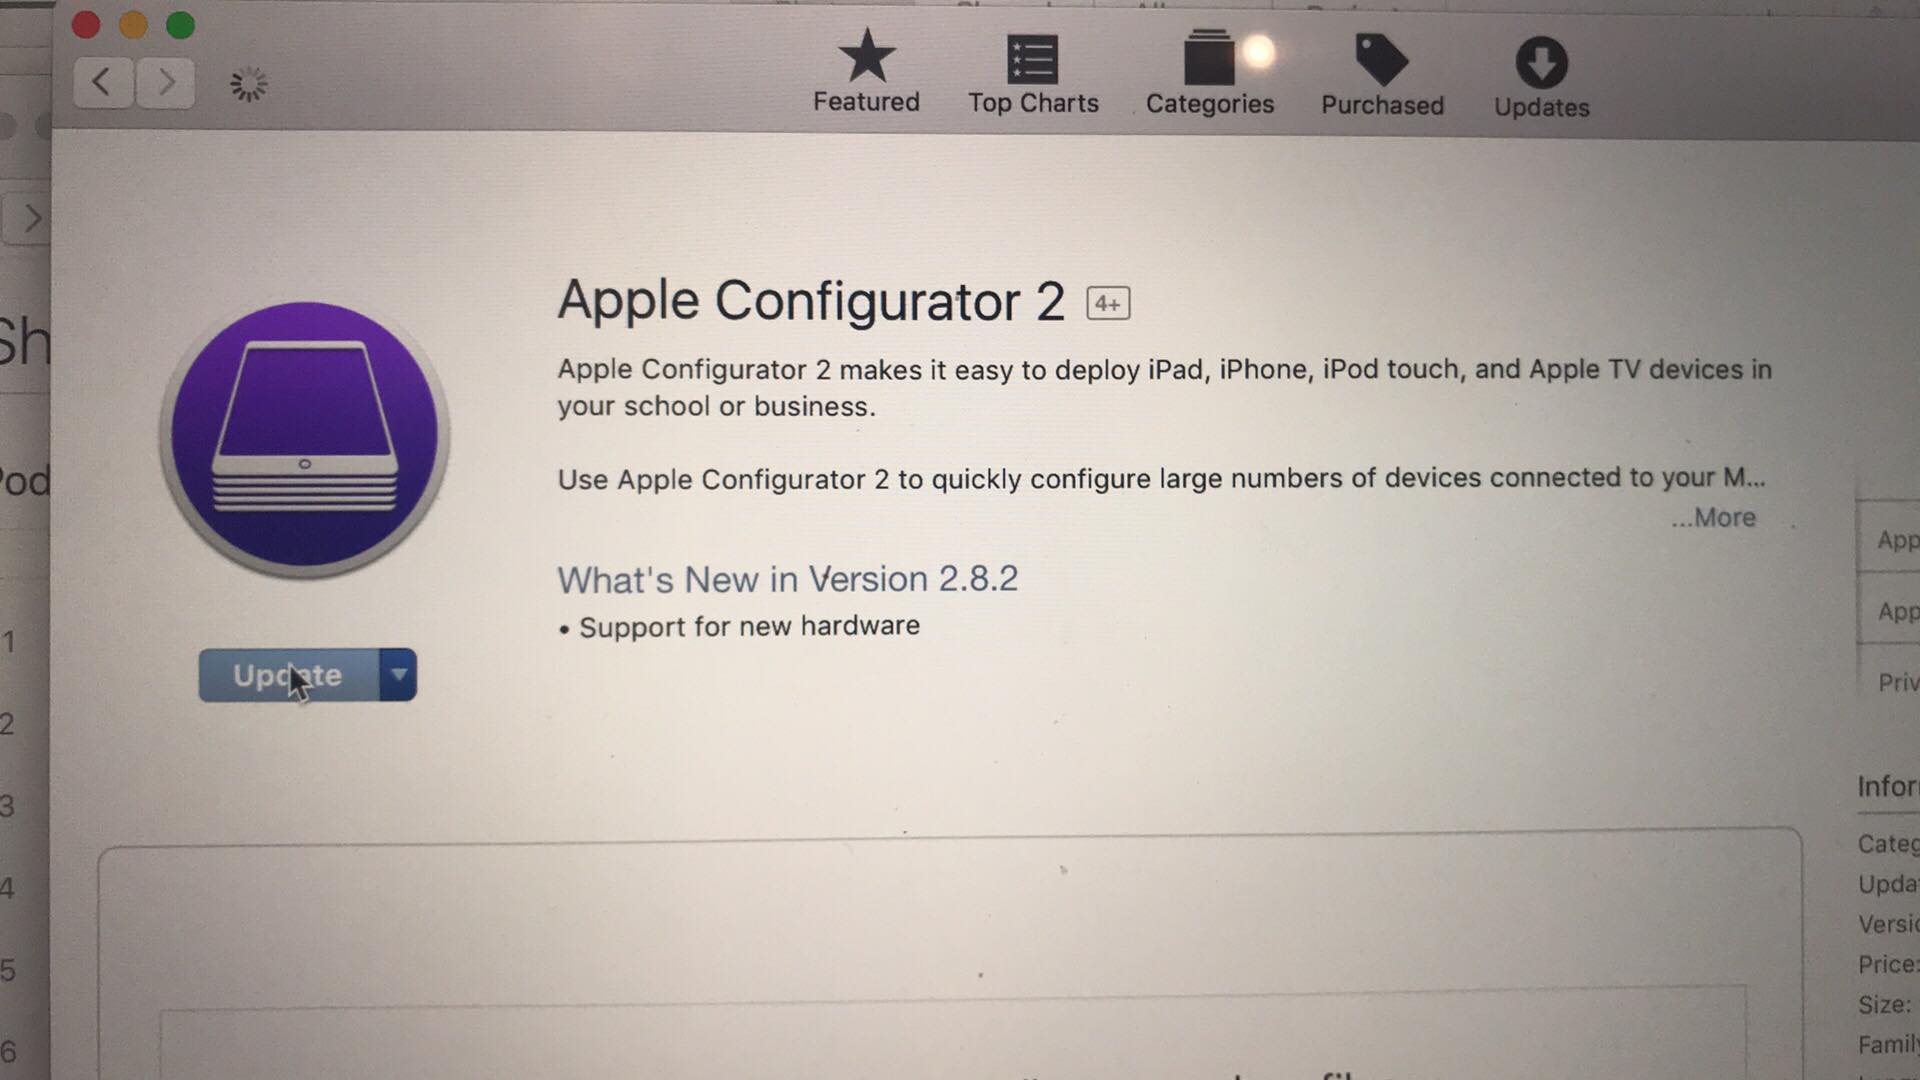 Featured
Top Charts
Categories
Purchased
Updates
Sh
Apple Configurator 2 4+
Apple Configurator 2 makes it easy to deploy iPad, iPhone, iPod touch, and Apple TV devices in
your school or business.
Pod
Use Apple Configurator 2 to quickly configure large numbers of devices connected to your M...
...More
What's New in Version 2.8.2
• Support for new hardware
Update
App
App
Priv
1
2
3
4
5
6
Infor
Categ
Upda
Versio
Price:
Size:
Family